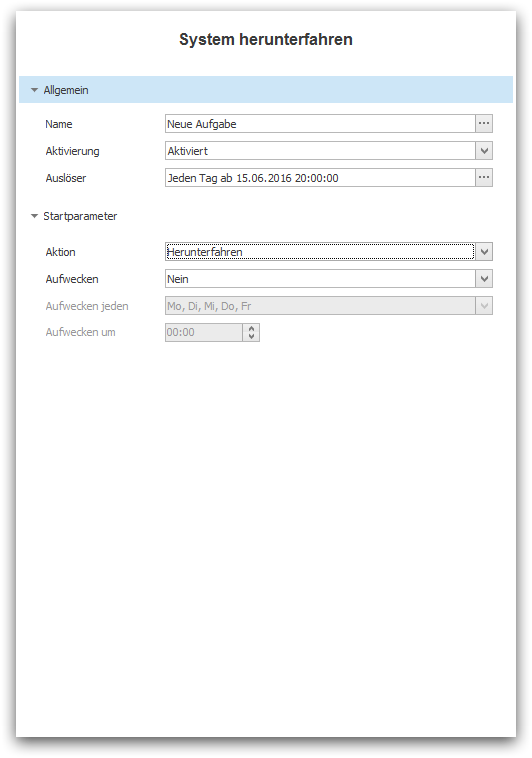 System herunterfahren
Allgemein
Name Neue Aufgabe ...
Aktivierung Aktiviert
Auslöser Jeden Tag ab 15.06.2016 20:00:00 ...
Startparameter
Aktion Herunterfahren
Aufwecken Nein
Aufwecken jeden Mo, Di, Mi, Do, Fr
Aufwecken um 00:00